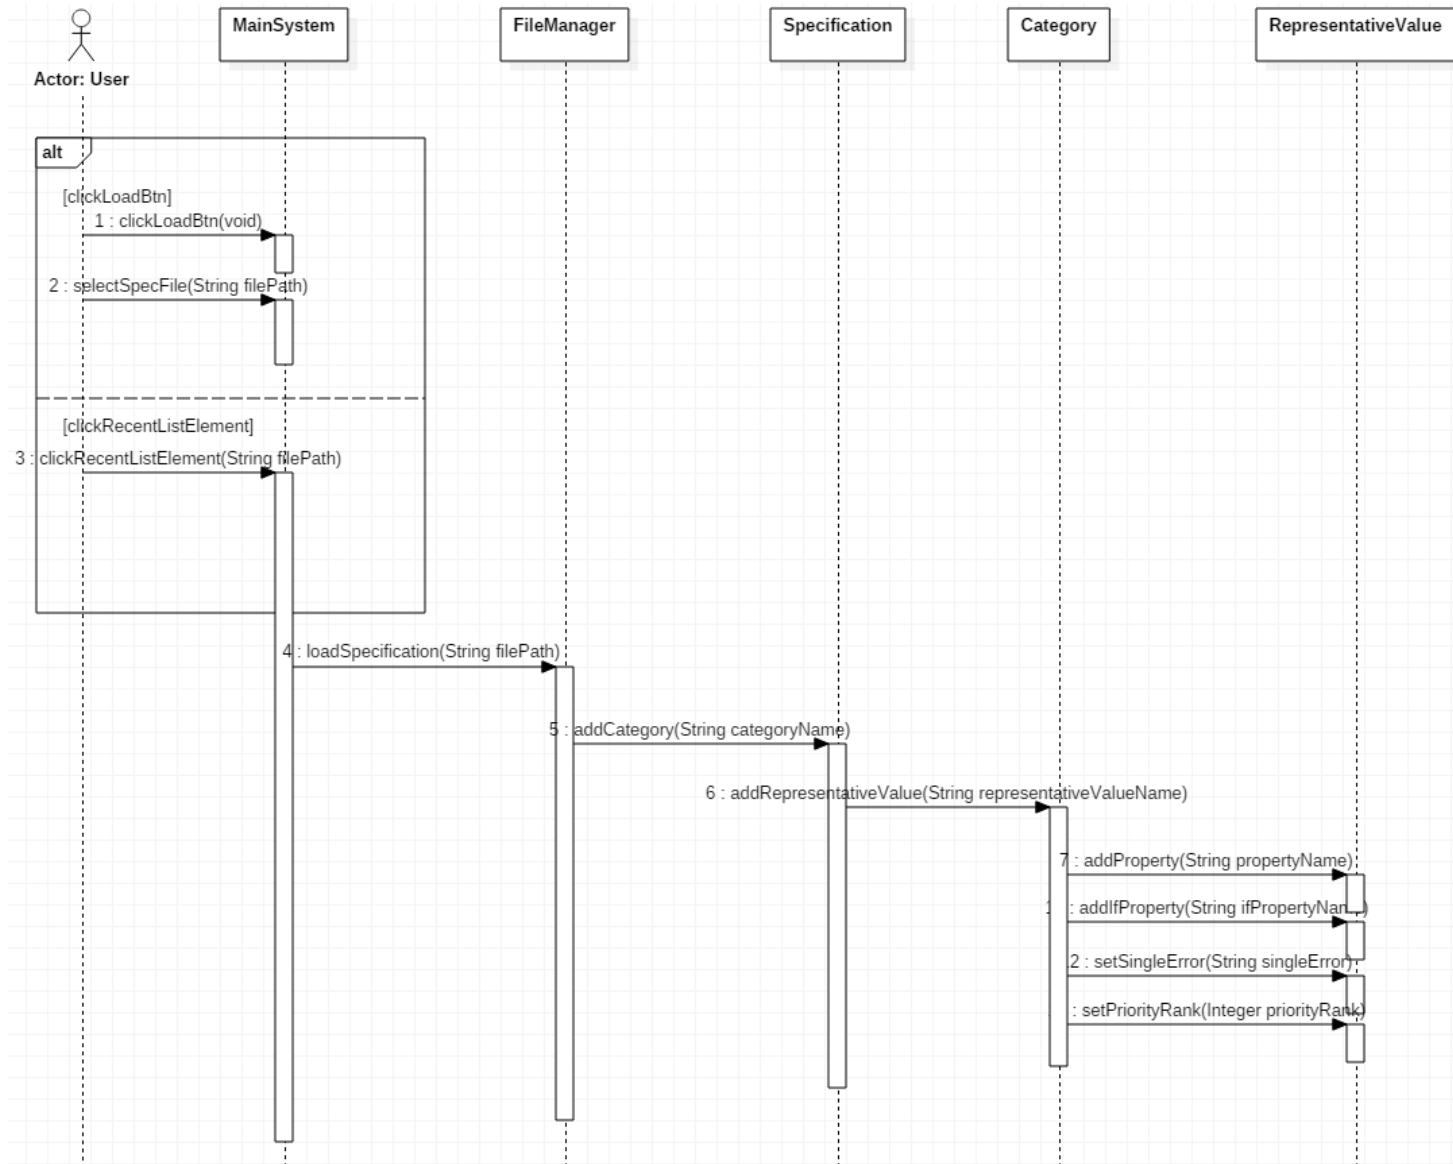 Actor: User
MainSystem
FileManager
Specification
Category
RepresentativeValue
alt
[clickLoadBtn]
1 : clickLoadBtn(void)
2 : selectSpecFile(String filePath)
[clickRecentListElement]
3 : clickRecentListElement(String filePath)
4 : loadSpecification(String filePath)
5 : addCategory(String categoryName)
6 : addRepresentativeValue(String representativeValueName)
7 : addProperty(String propertyName)
: addIfProperty(String ifPropertyName)
2 : setSingleError(String singleError)
: setPriorityRank(Integer priorityRank)